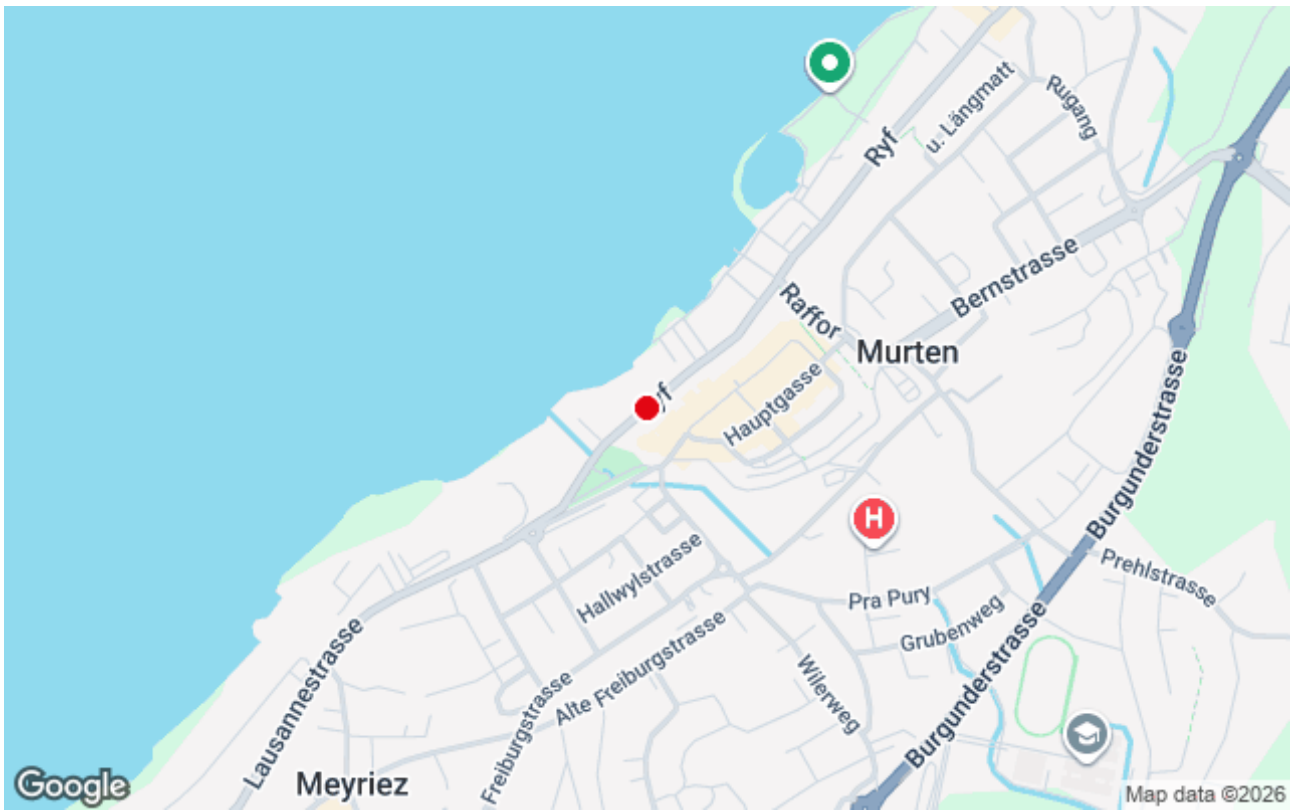 u. Längmatt
Rugang
Ryf
Bernstrasse
Raffor
Murten
Hauptgasse
Burgunderstrasse
H
Prehlstrasse
Hallwylstrasse
Pra Pury
Grubenweg
Alte Freiburgstrasse
Wilerweg
Lausannestrasse
Freiburgstrasse
Burgunderstrasse
Meyriez
Google
Map data ©2026